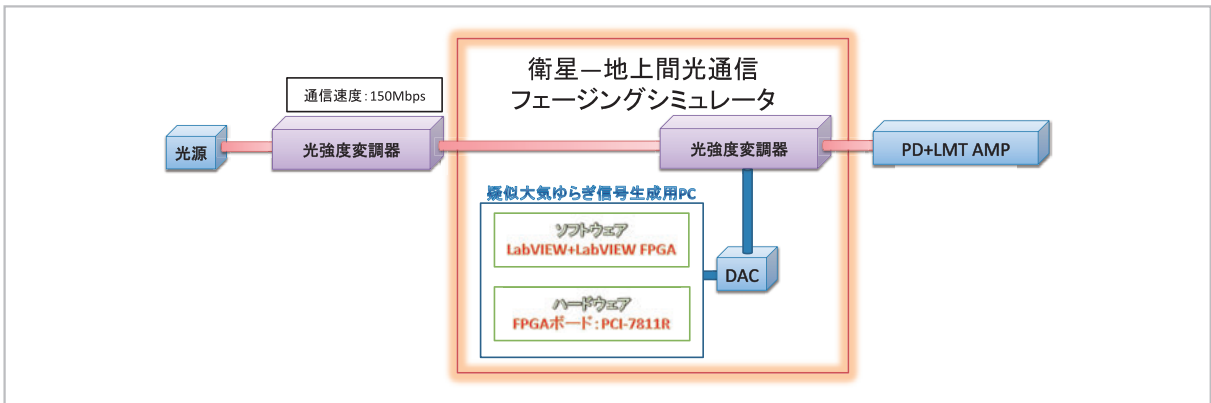 衛星―地上間光通信
フェージングシミュレータ
通信速度:150Mbps
光源
光強度変調器
光強度変調器
PD+LMT AMP
疑似大気ゆらぎ信号生成用PC
ソフトウェア
LabVIEW+LabVIEW FPGA
DAC
ハードウェア
FPGAボード:PCI-7811R